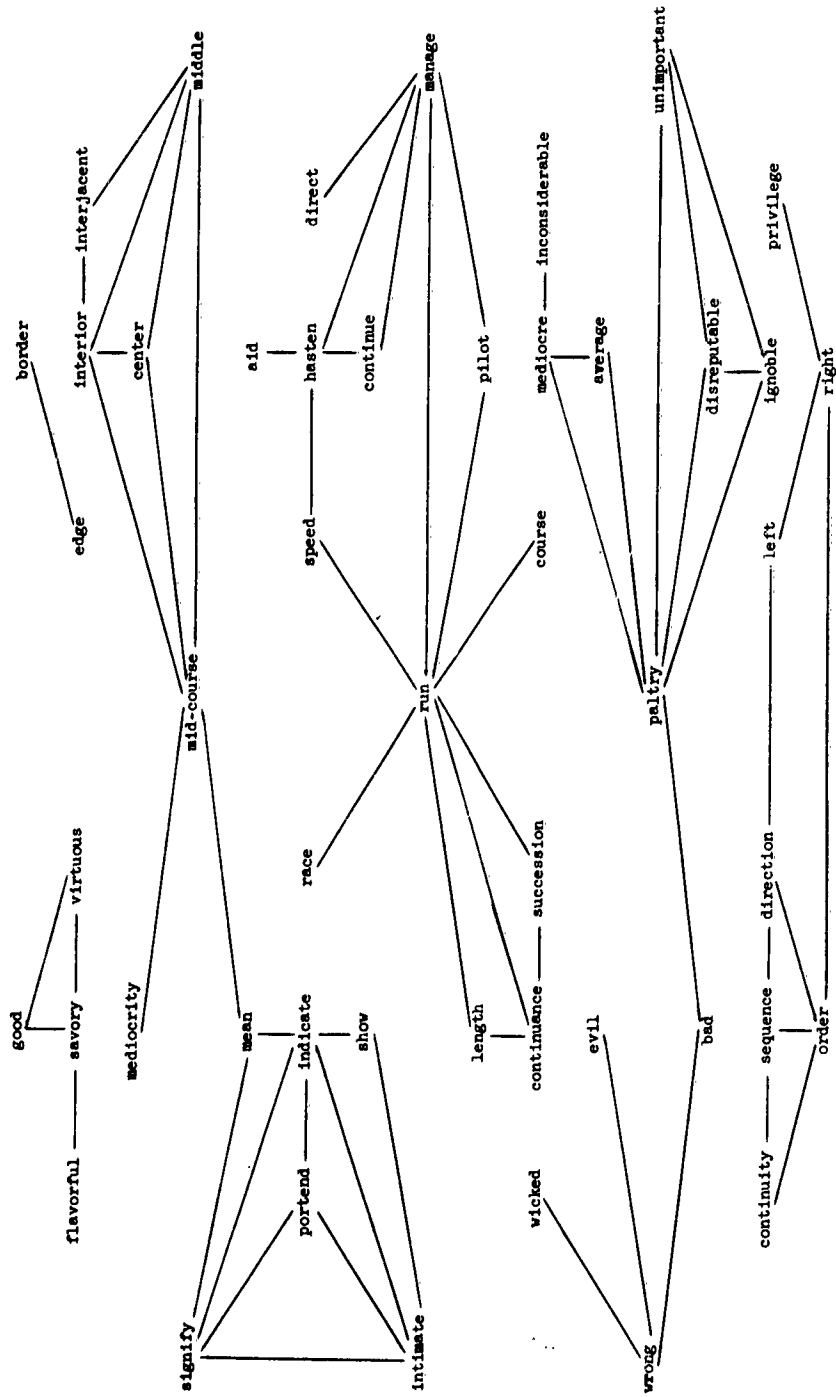 good border
flavorful savory virtuous edge interior interjacent
mediocrity center
signify mid-course middle
mean aid
portend indicate race speed hasten direct
show continue
intimate run manage
length pilot
wicked continuance succession course mediocre inconsiderable
evil average
wrong paltry unimportant
bad disreputable
continuity sequence direction left ignoble privilege
order right